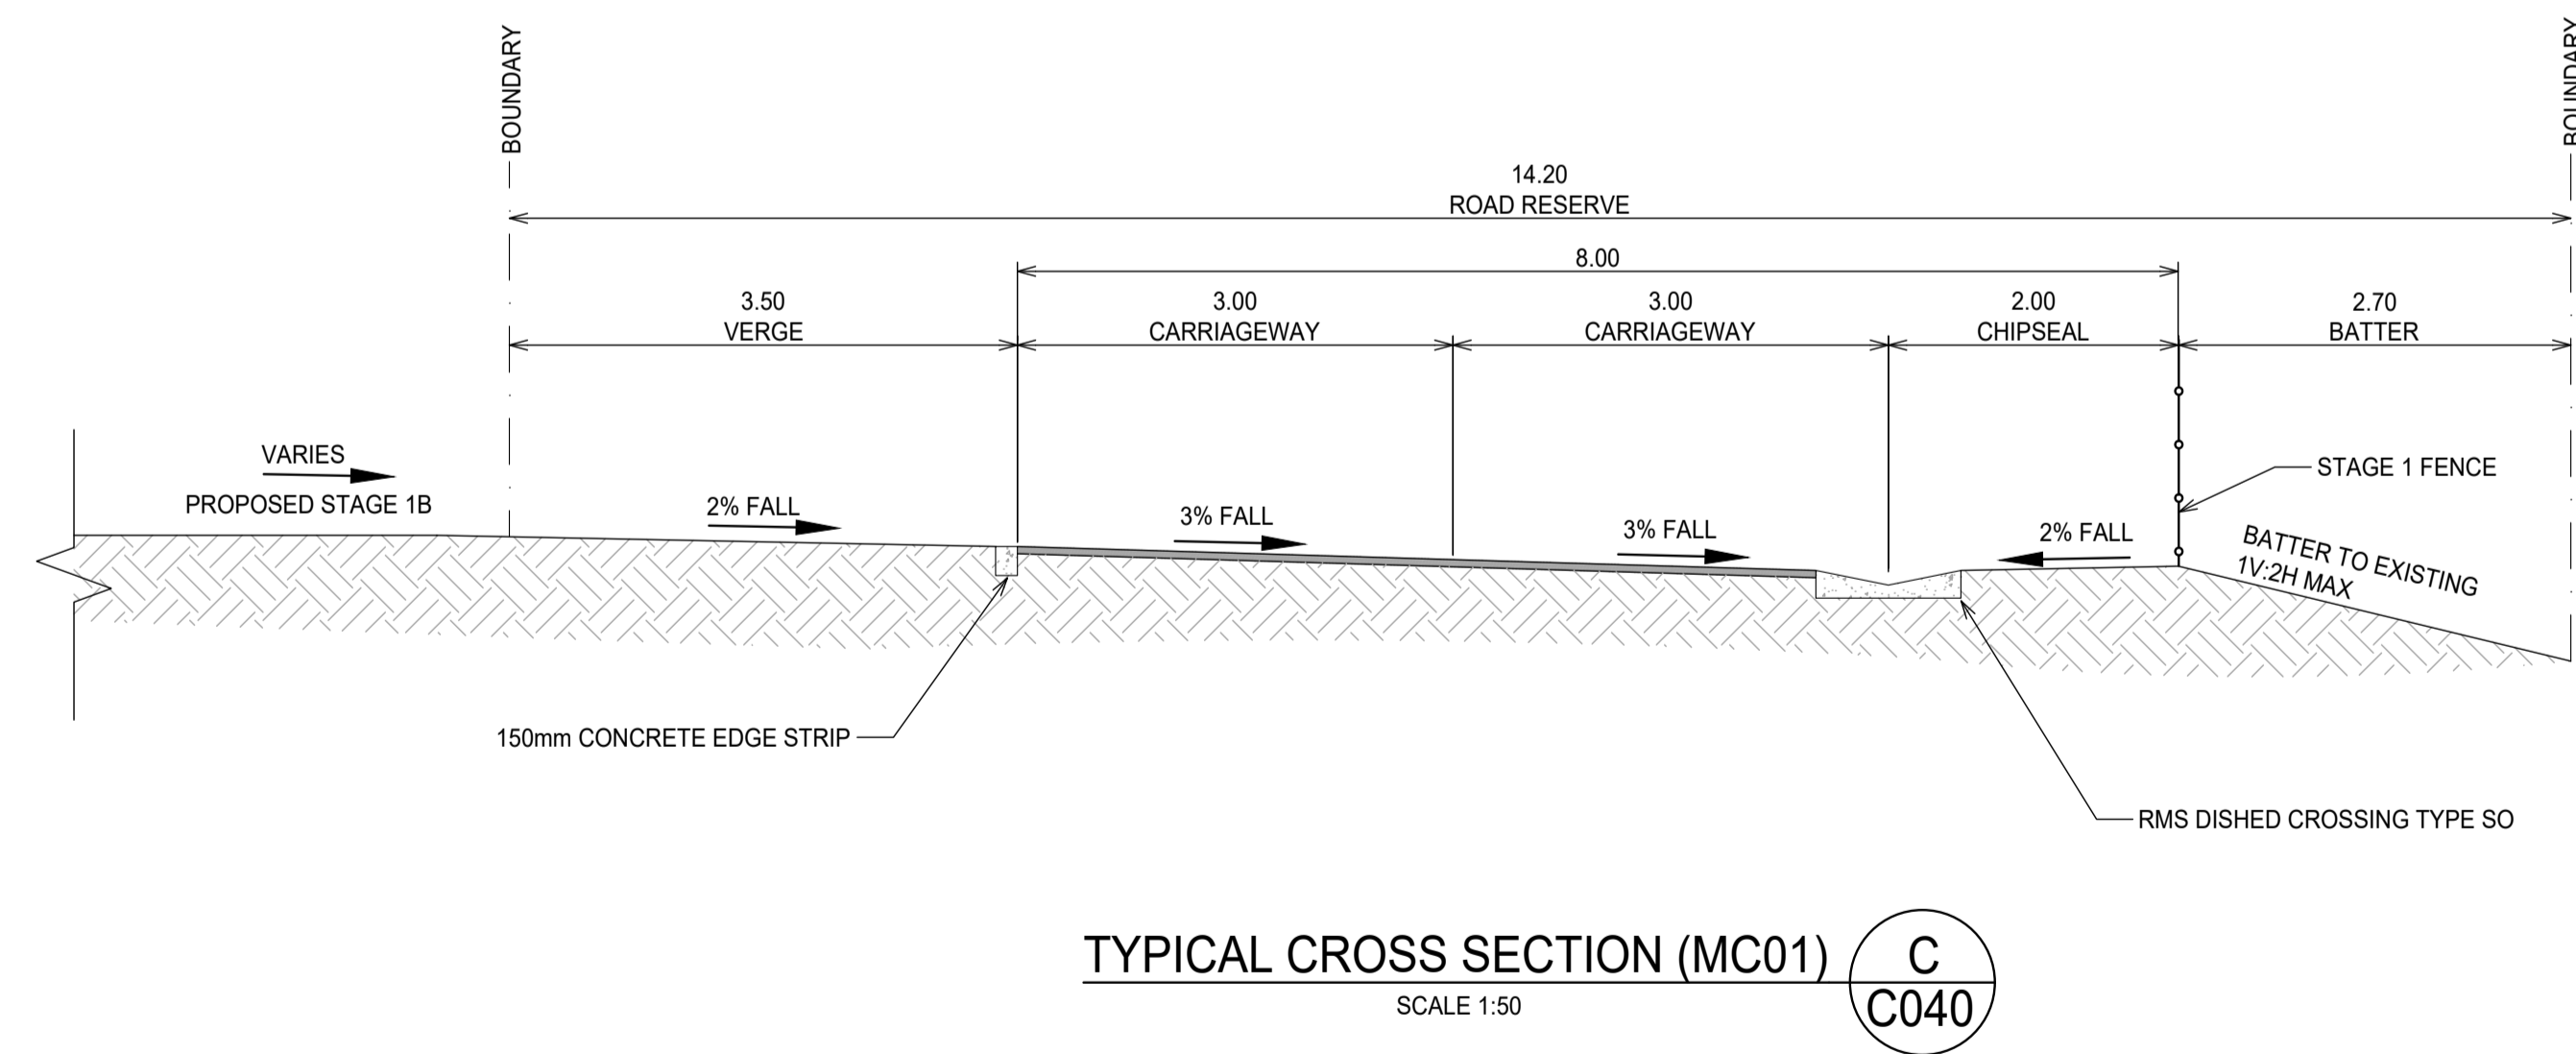 BOUNDARY
BOUNDARY
14.20
ROAD RESERVE
8.00
3.50
VERGE
3.00
CARRIAGEWAY
3.00
CARRIAGEWAY
2.00
CHIPSEAL
2.70
BATTER
VARIES
PROPOSED STAGE 1B
2% FALL
3% FALL
3% FALL
2% FALL
STAGE 1 FENCE
BATTER TO EXISTING
1V:2H MAX
150mm CONCRETE EDGE STRIP
RMS DISHED CROSSING TYPE SO
TYPICAL CROSS SECTION (MC01)
SCALE 1:50
C
C040